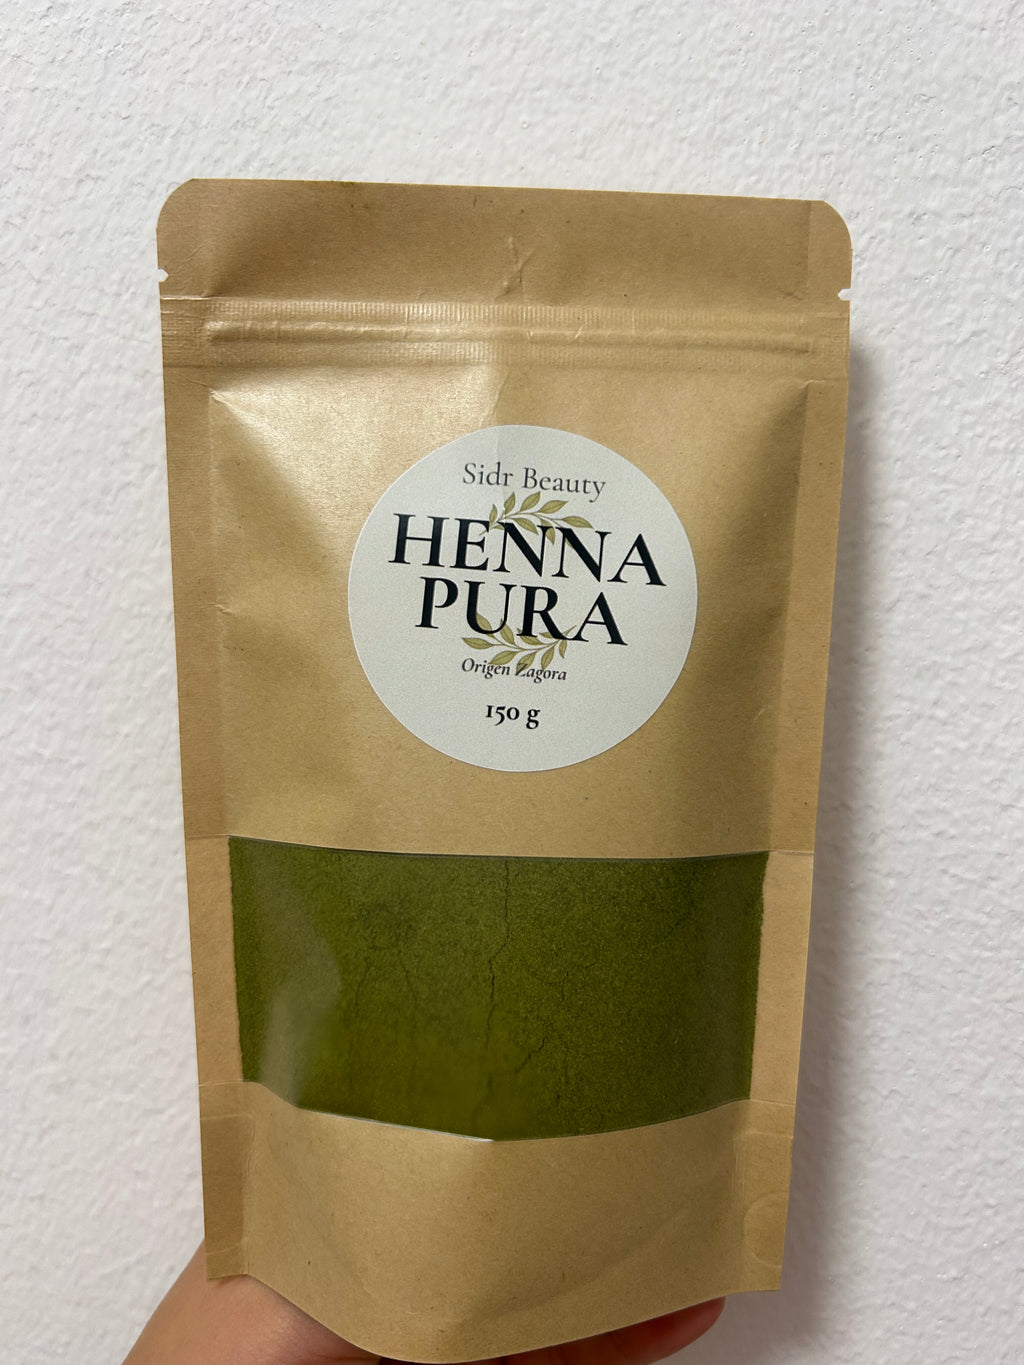 Sidr Beauty
HENNA
PURA
Origen Zagora
150 g